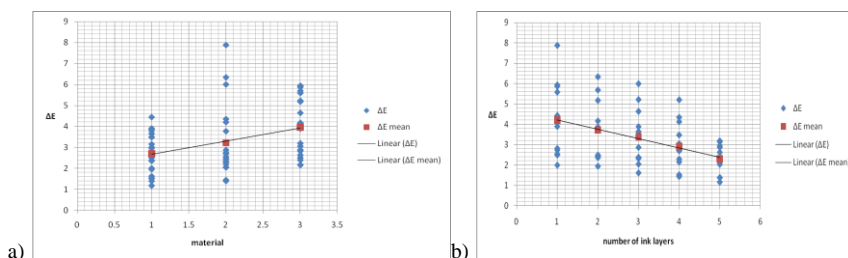 a)
9
8
7
6
5
4
3
2
1
0
ΔE
0 0.5 1 1.5 2 2.5 3 3.5
material
ΔE
ΔE mean
Linear (ΔE)
Linear (ΔE mean)
b)
9
8
7
6
5
4
3
2
1
0
ΔE
0 1 2 3 4 5 6
number of ink layers
ΔE
ΔE mean
Linear (ΔE)
Linear (ΔE mean)